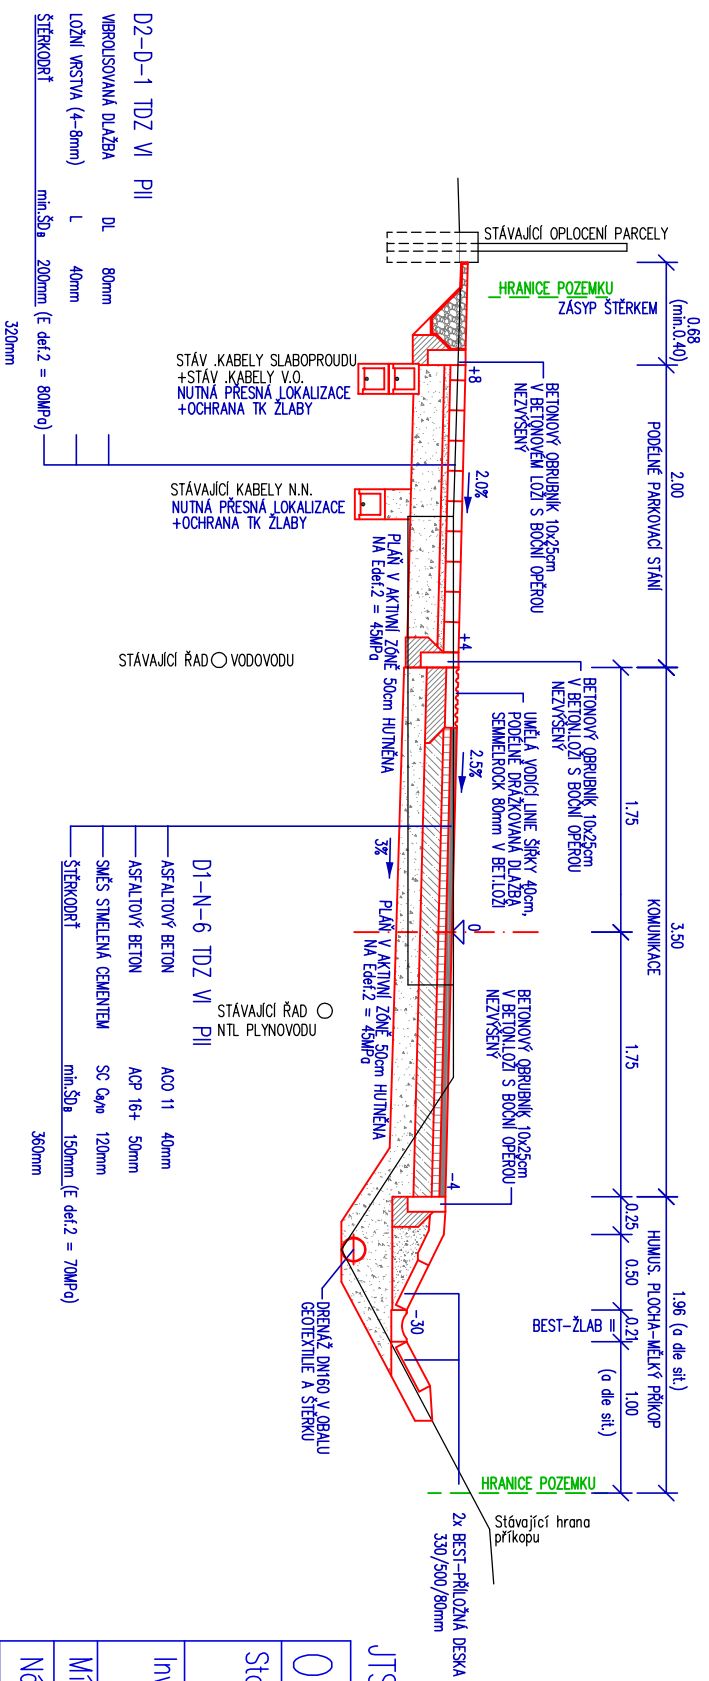 0.68
(min.0.40)
2.00
PODÉLNÉ PARKOVACÍ STÁNÍ
3.50
KOMUNIKACE
1.75
1.75
1.96 (a dle sit.)
HUMUS. PLOCHA-MĚLKÝ PŘÍKOP
0.25
0.50
0.21
1.00
(a dle sit.)
BEST-ŽLAB II
STÁVAJÍCÍ OPLOCENÍ PARCELY
HRANICE POZEMKU
ZÁSYP ŠTĚRKEM
BETONOVÝ OBRUBNÍK 10x25cm
V BETONOVÉM LOŽI S BOČNÍ OPĚROU
NEZVÝŠENÝ
BETONOVÝ OBRUBNÍK 10x25cm
V BETON.LOŽI S BOČNÍ OPĚROU
NEZVÝŠENÝ
UMĚLÁ VODÍCÍ LINIE ŠÍŘKY 40cm,
PODÉLNĚ DRÁŽKOVANÁ DLAŽBA
SEMMELROCK 80mm V BET.LOŽI
BETONOVÝ OBRUBNÍK 10x25cm
V BETON.LOŽI S BOČNÍ OPĚROU
NEZVÝŠENÝ
HRANICE POZEMKU
Stávající hrana
příkopu
2x BEST-PŘÍLOŽNÁ DESKA
330/500/80mm
+8
2.0%
+4
2.5%
0
3%
-4
-30
STÁV .KABELY SLABOPROUDU
+STÁV .KABELY V.O.
NUTNÁ PŘESNÁ LOKALIZACE
+OCHRANA TK ŽLABY
STÁVAJÍCÍ KABELY N.N.
NUTNÁ PŘESNÁ LOKALIZACE
+OCHRANA TK ŽLABY
PLÁŇ V AKTIVNÍ ZÓNĚ 50cm HUTNĚNA
NA Edef.2 = 45MPa
PLÁŇ V AKTIVNÍ ZÓNĚ 50cm HUTNĚNA
NA Edef.2 = 45MPa
STÁVAJÍCÍ ŘAD VODOVODU
STÁVAJÍCÍ ŘAD
NTL PLYNOVODU
DRENÁŽ DN160 V OBALU
GEOTEXTILIE A ŠTĚRKU
D2-D-1 TDZ VI PII
VIBROLISOVANÁ DLAŽBA DL 80mm
LOŽNÍ VRSTVA (4-8mm) L 40mm
ŠTĚRKODRŤ min.ŠDB 200mm (E def.2 = 80MPa)
320mm
D1-N-6 TDZ VI PII
ASFALTOVÝ BETON ACO 11 40mm
ASFALTOVÝ BETON ACP 16+ 50mm
SMĚS STMELENÁ CEMENTEM SC C8/10 120mm
ŠTĚRKODRŤ min.ŠDB 150mm (E def.2 = 70MPa)
360mm
JTS
O
Sta
Inv
Mí
Ná